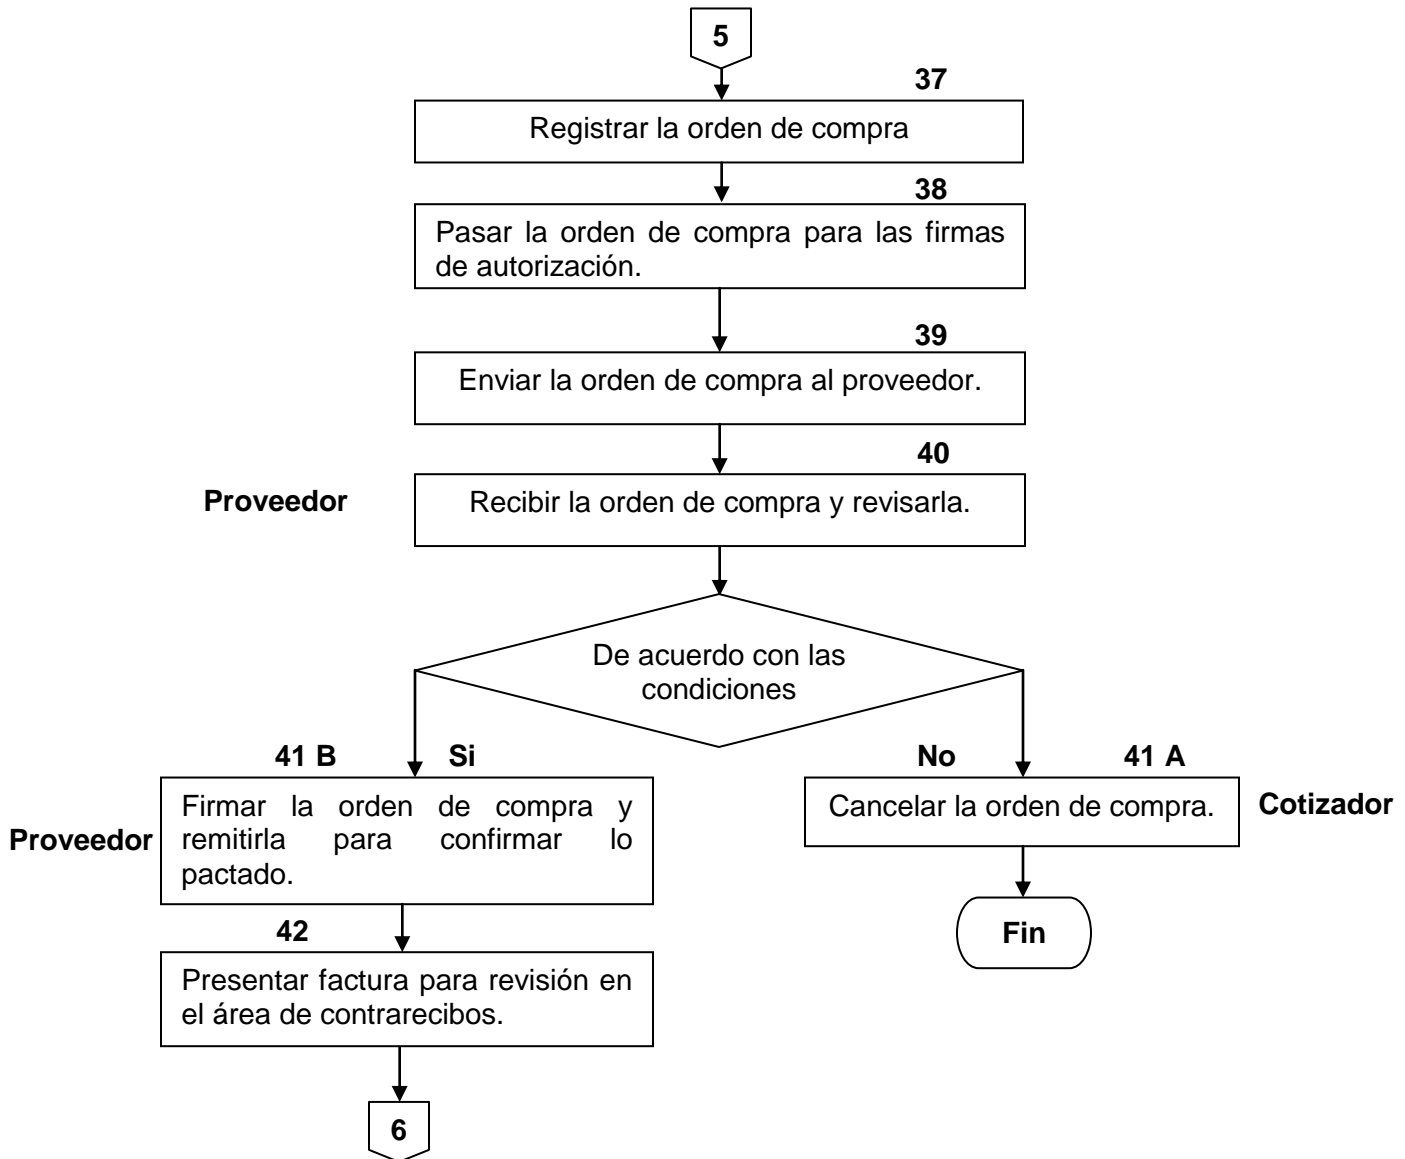 5
37
Registrar la orden de compra
38
Pasar la orden de compra para las firmas
de autorización.
39
Enviar la orden de compra al proveedor.
40
Proveedor
Recibir la orden de compra y revisarla.
De acuerdo con las
condiciones
41 B Si
No 41 A
Proveedor
Firmar la orden de compra y
remitirla para confirmar lo
pactado.
Cancelar la orden de compra.
Cotizador
42
Fin
Presentar factura para revisión en
el área de contrarecibos.
6